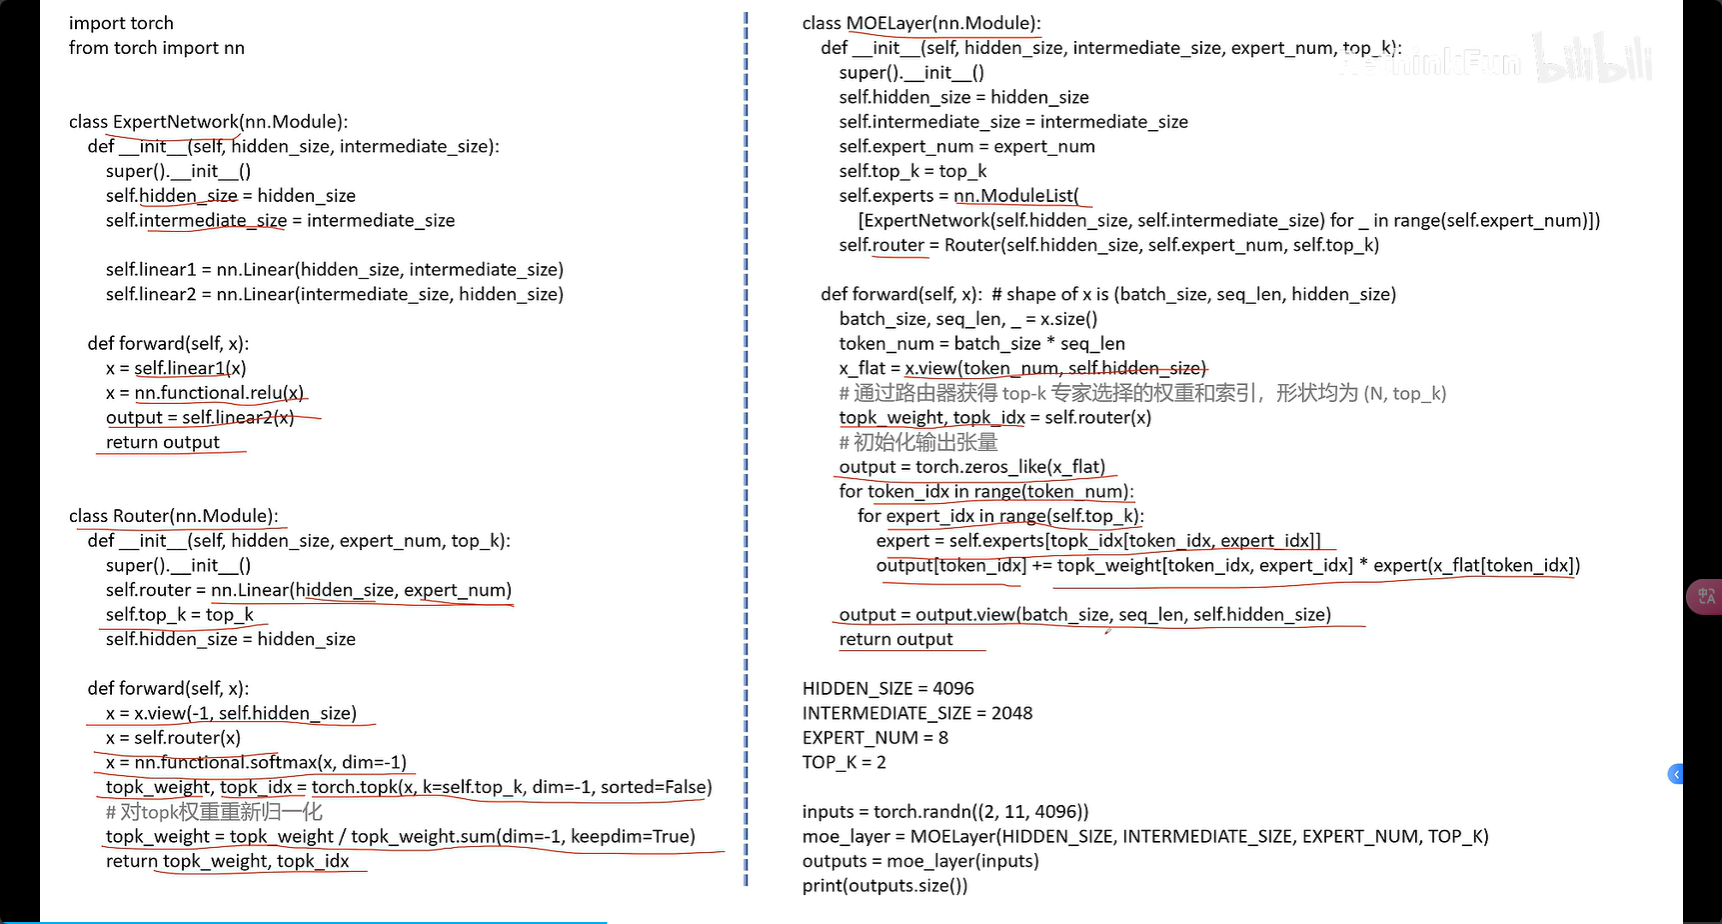 import torch
from torch import nn
class ExpertNetwork(nn.Module):
def __init__(self, hidden_size, intermediate_size):
super().__init__()
self.hidden_size = hidden_size
self.intermediate_size = intermediate_size
self.linear1 = nn.Linear(hidden_size, intermediate_size)
self.linear2 = nn.Linear(intermediate_size, hidden_size)
def forward(self, x):
x = self.linear1(x)
x = nn.functional.relu(x)
output = self.linear2(x)
return output
class Router(nn.Module):
def __init__(self, hidden_size, expert_num, top_k):
super().__init__()
self.router = nn.Linear(hidden_size, expert_num)
self.top_k = top_k
self.hidden_size = hidden_size
def forward(self, x):
x = x.view(-1, self.hidden_size)
x = self.router(x)
x = nn.functional.softmax(x, dim=-1)
topk_weight, topk_idx = torch.topk(x, k=self.top_k, dim=-1, sorted=False)
# 对topk权重重新归一化
topk_weight = topk_weight / topk_weight.sum(dim=-1, keepdim=True)
return topk_weight, topk_idx
class MOELayer(nn.Module):
def __init__(self, hidden_size, intermediate_size, expert_num, top_k):
super().__init__()
self.hidden_size = hidden_size
self.intermediate_size = intermediate_size
self.expert_num = expert_num
self.top_k = top_k
self.experts = nn.ModuleList(
[ExpertNetwork(self.hidden_size, self.intermediate_size) for _ in range(self.expert_num)])
self.router = Router(self.hidden_size, self.expert_num, self.top_k)
def forward(self, x):  # shape of x is (batch_size, seq_len, hidden_size)
batch_size, seq_len, _ = x.size()
token_num = batch_size * seq_len
x_flat = x.view(token_num, self.hidden_size)
# 通过路由器获得 top-k 专家选择的权重和索引，形状均为 (N, top_k)
topk_weight, topk_idx = self.router(x)
# 初始化输出张量
output = torch.zeros_like(x_flat)
for token_idx in range(token_num):
for expert_idx in range(self.top_k):
expert = self.experts[topk_idx[token_idx, expert_idx]]
output[token_idx] += topk_weight[token_idx, expert_idx] * expert(x_flat[token_idx])
output = output.view(batch_size, seq_len, self.hidden_size)
return output
HIDDEN_SIZE = 4096
INTERMEDIATE_SIZE = 2048
EXPERT_NUM = 8
TOP_K = 2
inputs = torch.randn((2, 11, 4096))
moe_layer = MOELayer(HIDDEN_SIZE, INTERMEDIATE_SIZE, EXPERT_NUM, TOP_K)
outputs = moe_layer(inputs)
print(outputs.size())
RethinkFun bilibili
中A